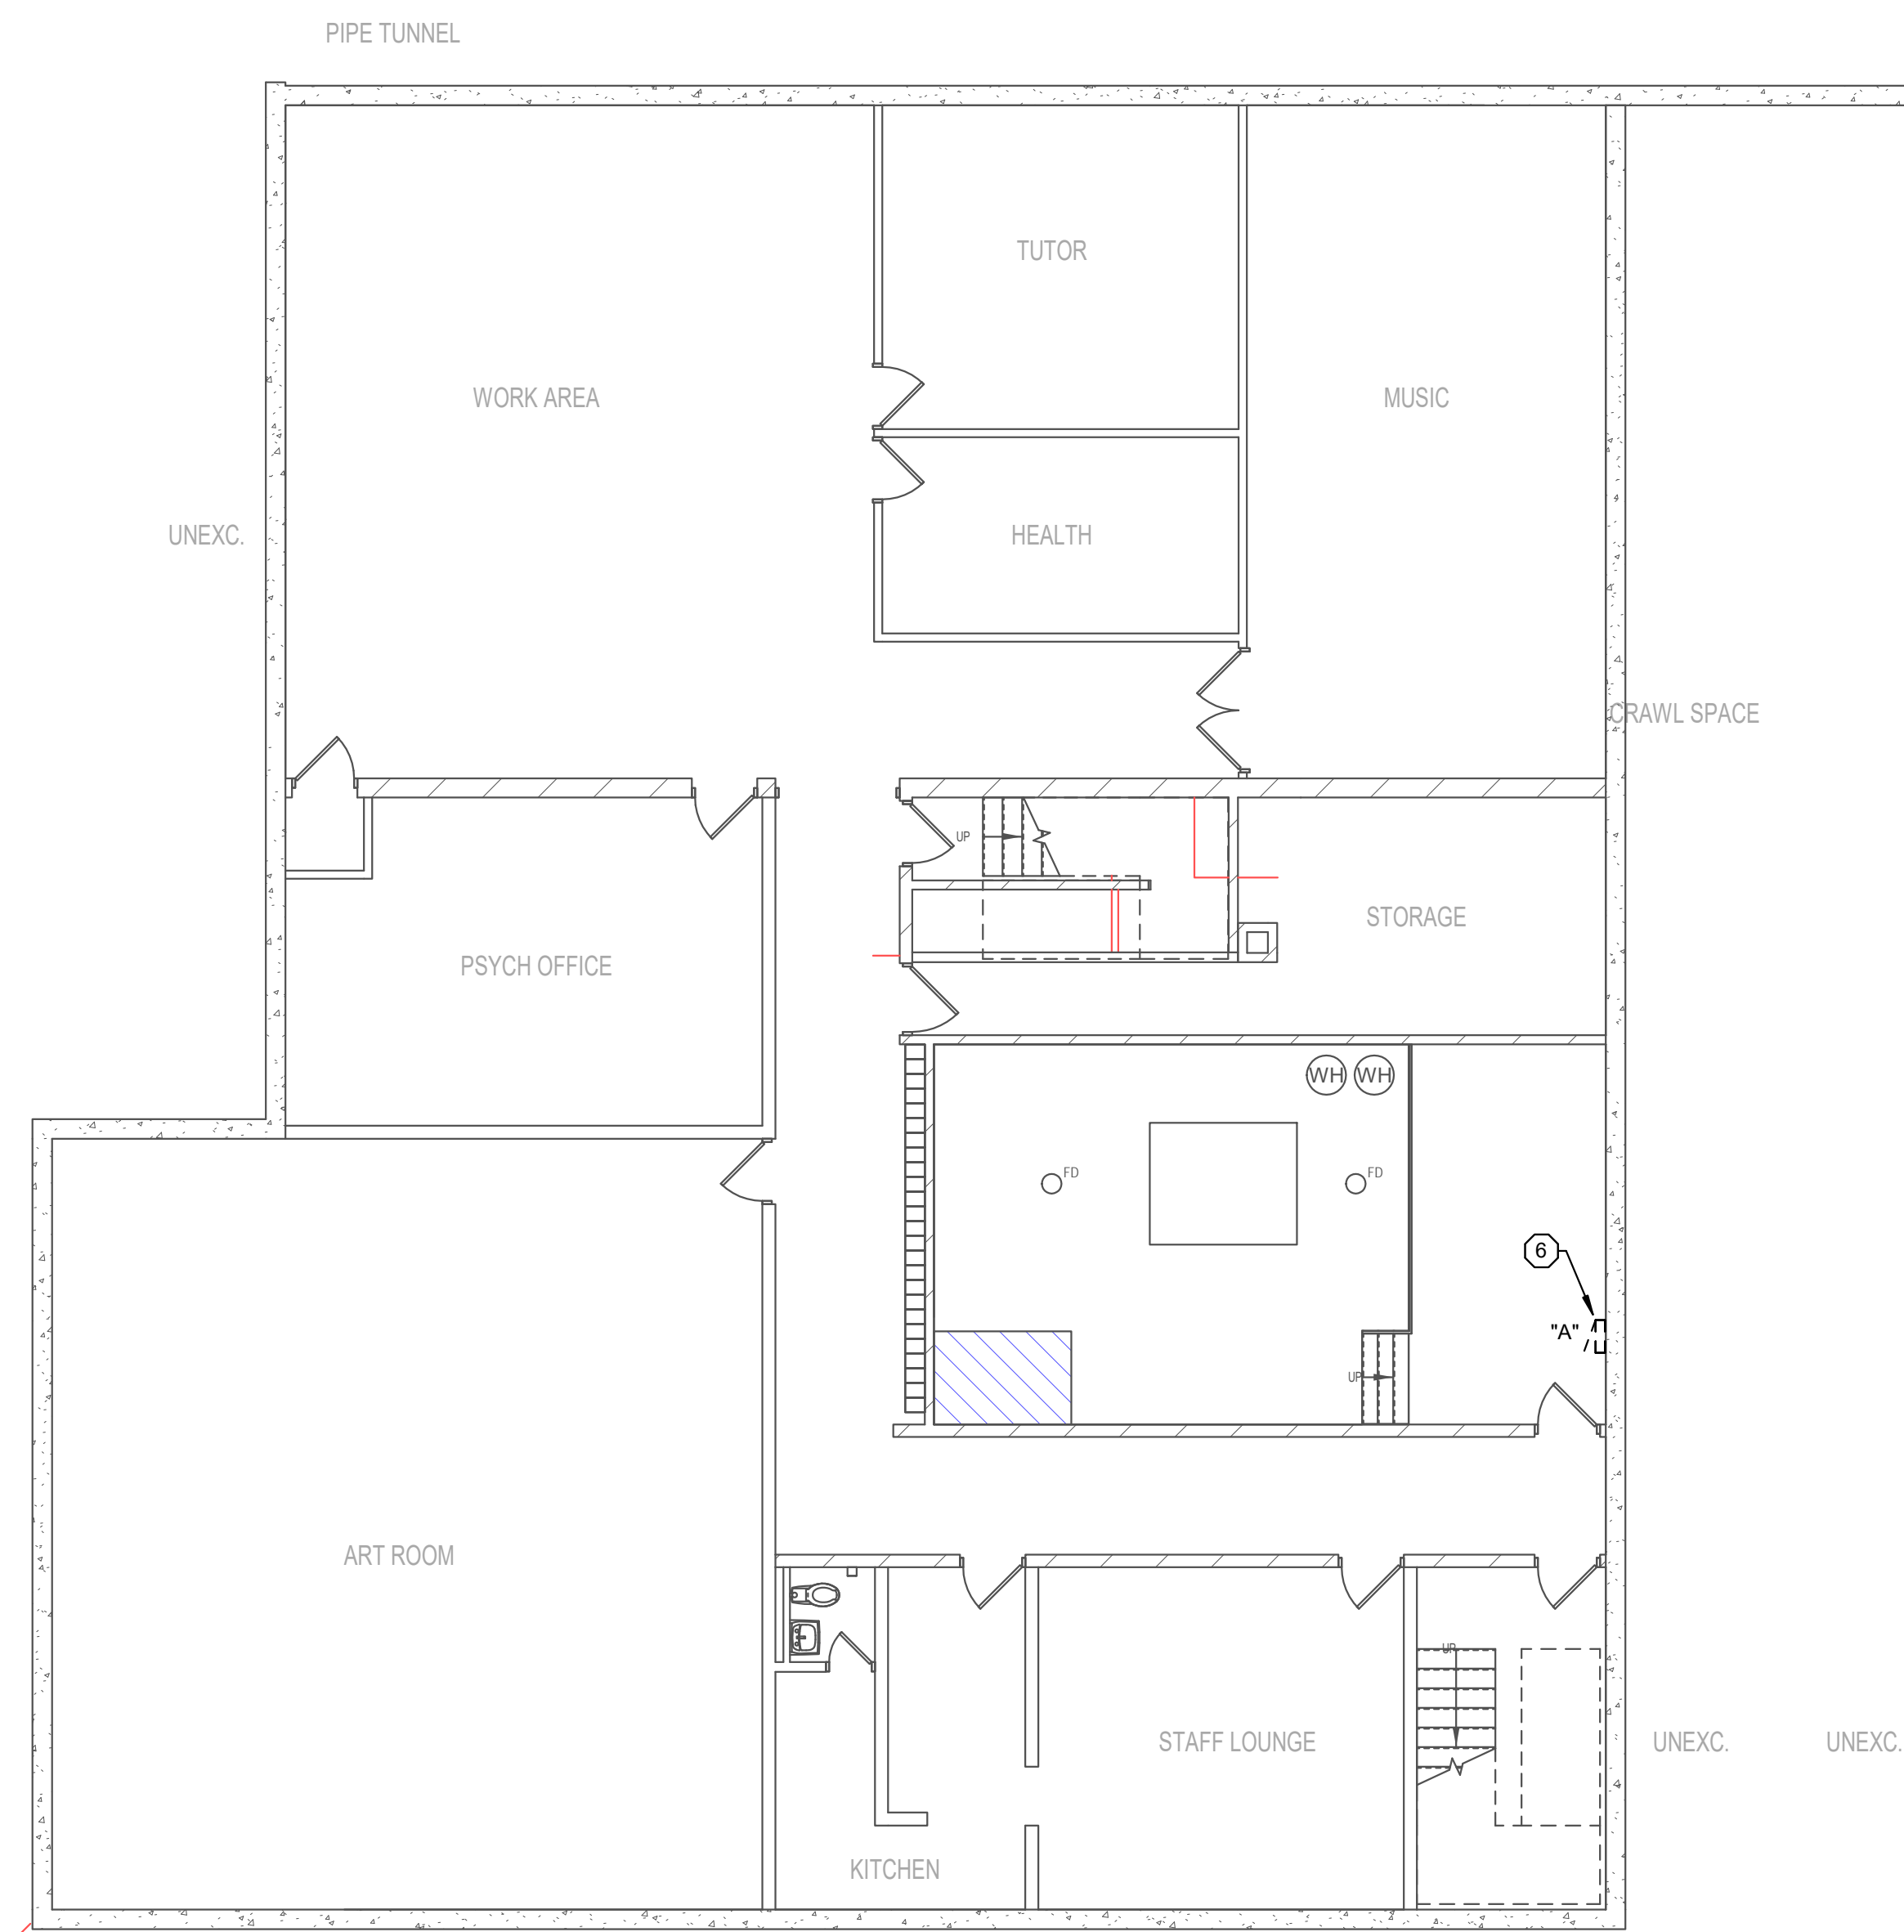 PIPE TUNNEL
TUTOR
WORK AREA
MUSIC
UNEXC.
HEALTH
CRAWL SPACE
UP
STORAGE
PSYCH OFFICE
WH WH
FD FD
6
"A"
UP
ART ROOM
UP
STAFF LOUNGE
UNEXC. UNEXC.
KITCHEN